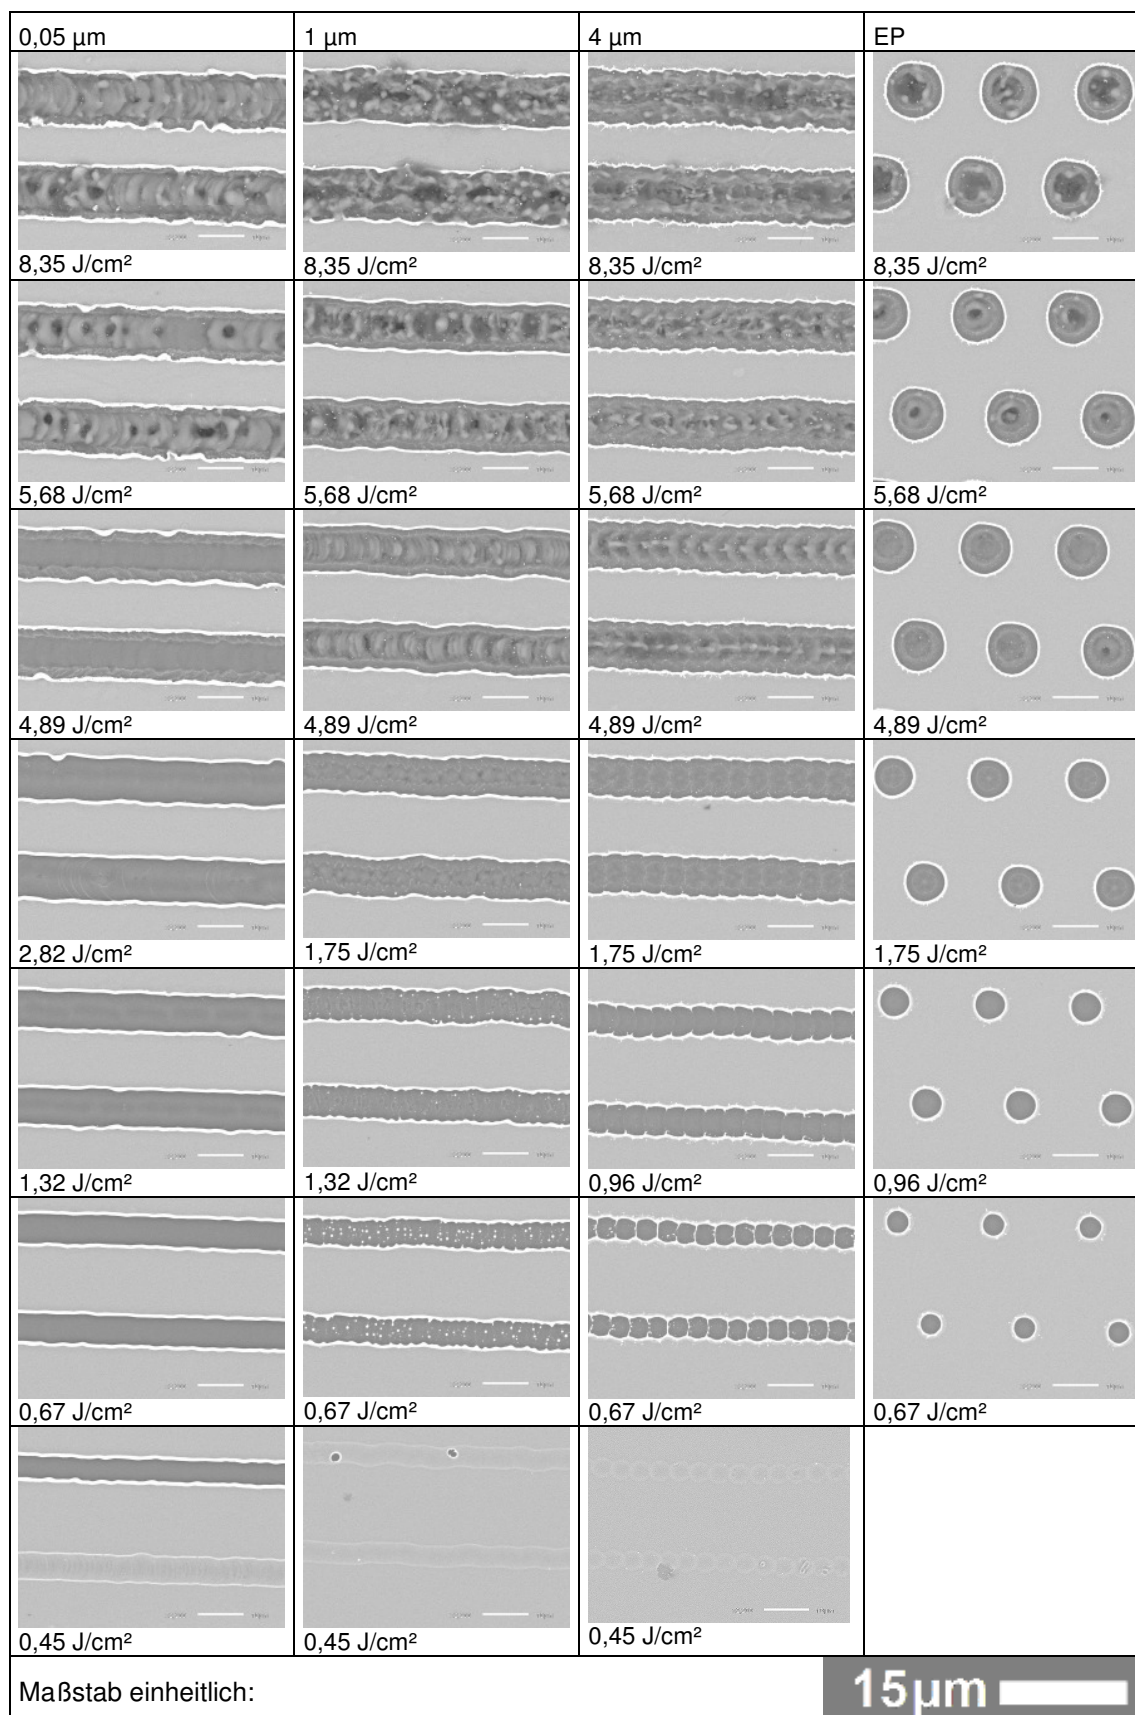 0,05 µm 1 µm 4 µm EP
8,35 J/cm² 8,35 J/cm² 8,35 J/cm² 8,35 J/cm²
5,68 J/cm² 5,68 J/cm² 5,68 J/cm² 5,68 J/cm²
4,89 J/cm² 4,89 J/cm² 4,89 J/cm² 4,89 J/cm²
2,82 J/cm² 1,75 J/cm² 1,75 J/cm² 1,75 J/cm²
1,32 J/cm² 1,32 J/cm² 0,96 J/cm² 0,96 J/cm²
0,67 J/cm² 0,67 J/cm² 0,67 J/cm² 0,67 J/cm²
0,45 J/cm² 0,45 J/cm² 0,45 J/cm²
Maßstab einheitlich: 15µm